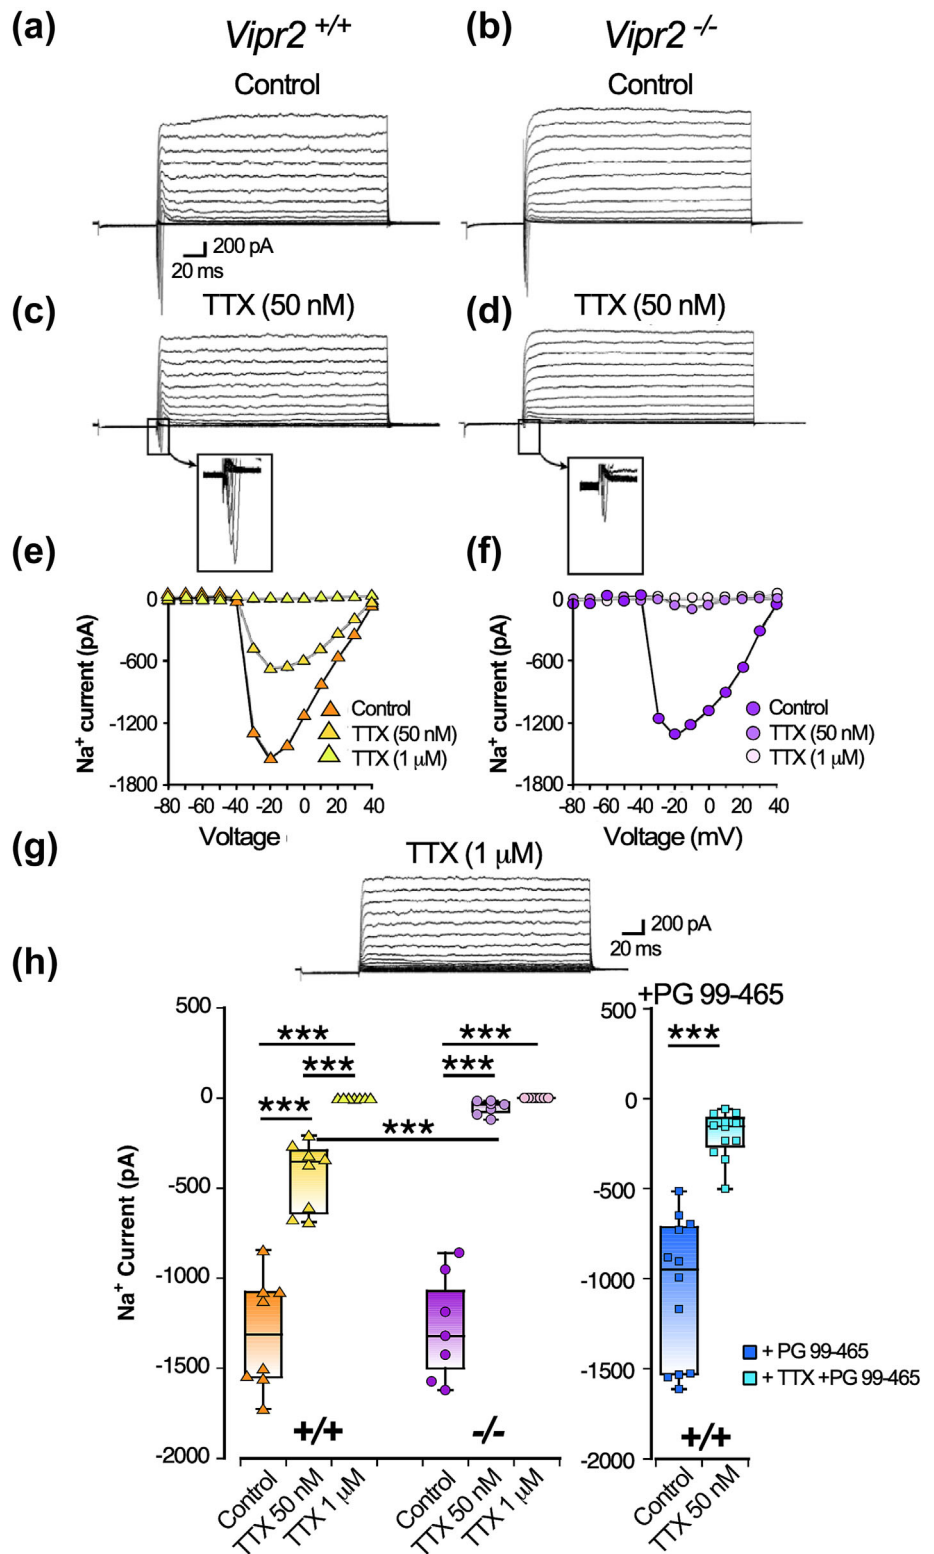 (a) Vipr2 +/+ (b) Vipr2 -/-
Control Control
200 pA
20 ms
(c) TTX (50 nM) (d) TTX (50 nM)
(e) (f)
Na+ current (pA)
0
-600
-1200
-1800
-80 -60 -40 -20 0 20 40
Voltage
Control
TTX (50 nM)
TTX (1 μM)
Na+ current (pA)
0
-600
-1200
-1800
-80 -60 -40 -20 0 20 40
Voltage (mV)
Control
TTX (50 nM)
TTX (1 μM)
(g) TTX (1 μM)
200 pA
20 ms
(h)
Na+ Current (pA)
500
0
-500
-1000
-1500
-2000
*** ***
*** ***
***
***
+/+ -/-
Control TTX 50 nM TTX 1 μM Control TTX 50 nM TTX 1 μM
+PG 99-465
500
0
-500
-1000
-1500
-2000
***
+ PG 99-465
+ TTX +PG 99-465
+/+
Control TTX 50 nM